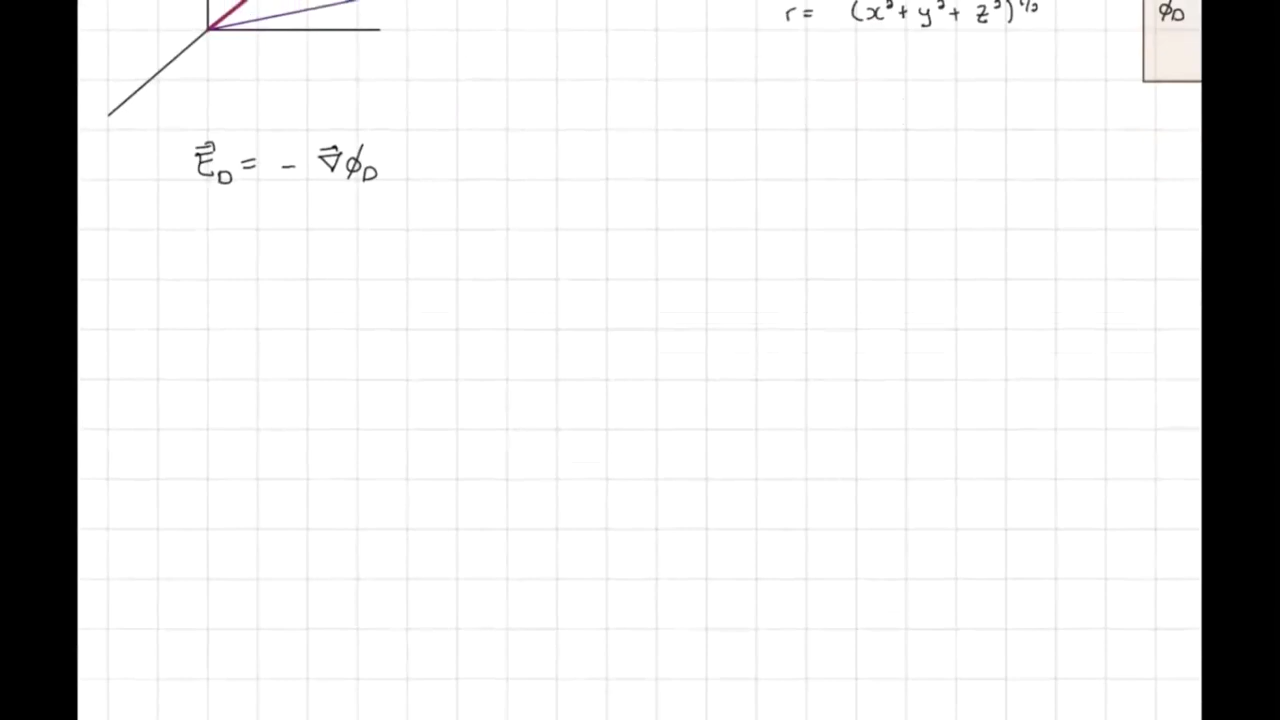 r = (x² + y² + z²)^{1/2}
ϕ_D
E⃗_D = - ∇⃗ϕ_D